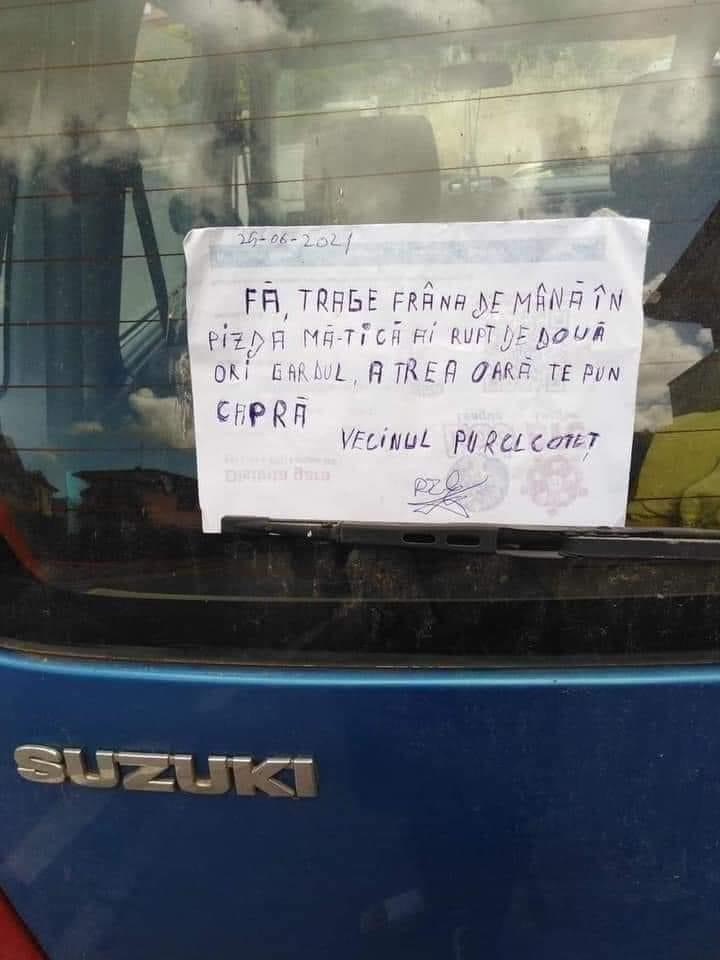 25-06-2021
FĂ, TRAGE FRÂNA DE MÂNĂ ÎN
PIZDA MĂ-TI CĂ AI RUPT DE DOUĂ
ORI GARDUL, A TREA OARĂ TE PUN
CAPRĂ
VECINUL PURCLCOTEȚ
SUZUKI